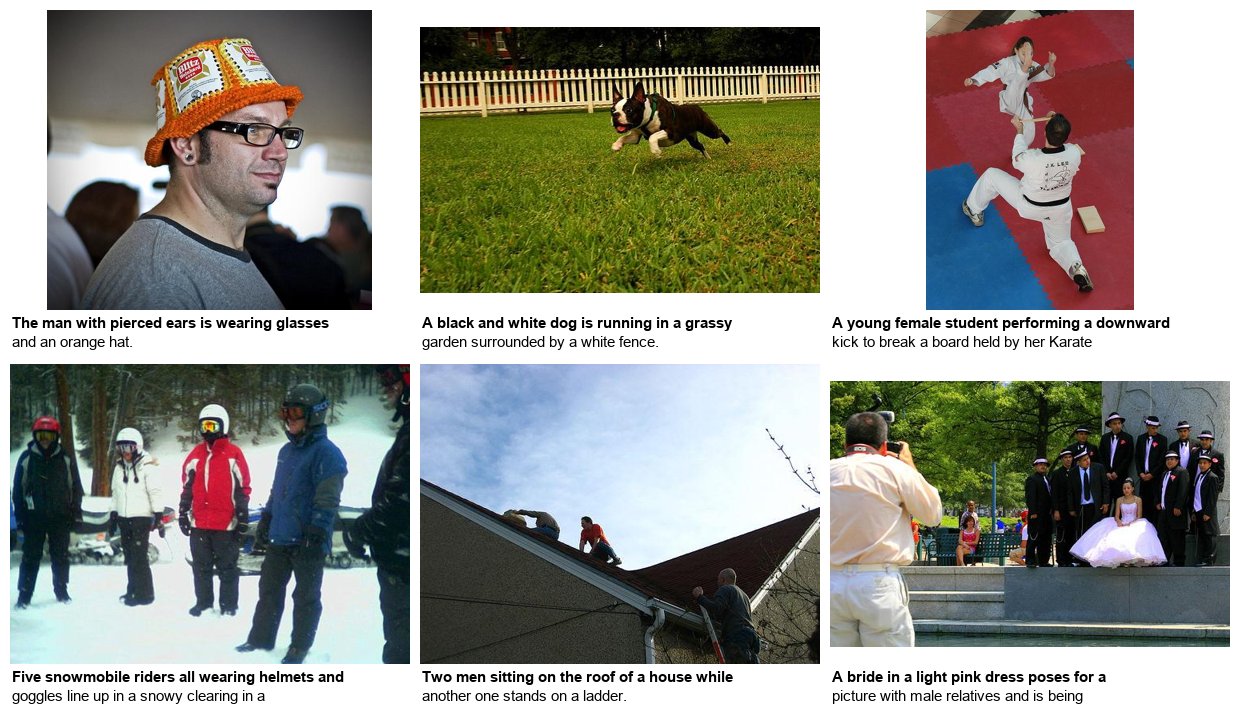 Blitz
Blitz
The man with pierced ears is wearing glasses
and an orange hat.
A black and white dog is running in a grassy
garden surrounded by a white fence.
J.K. LEE
A young female student performing a downward
kick to break a board held by her Karate
Five snowmobile riders all wearing helmets and
goggles line up in a snowy clearing in a
Two men sitting on the roof of a house while
another one stands on a ladder.
A bride in a light pink dress poses for a
picture with male relatives and is being